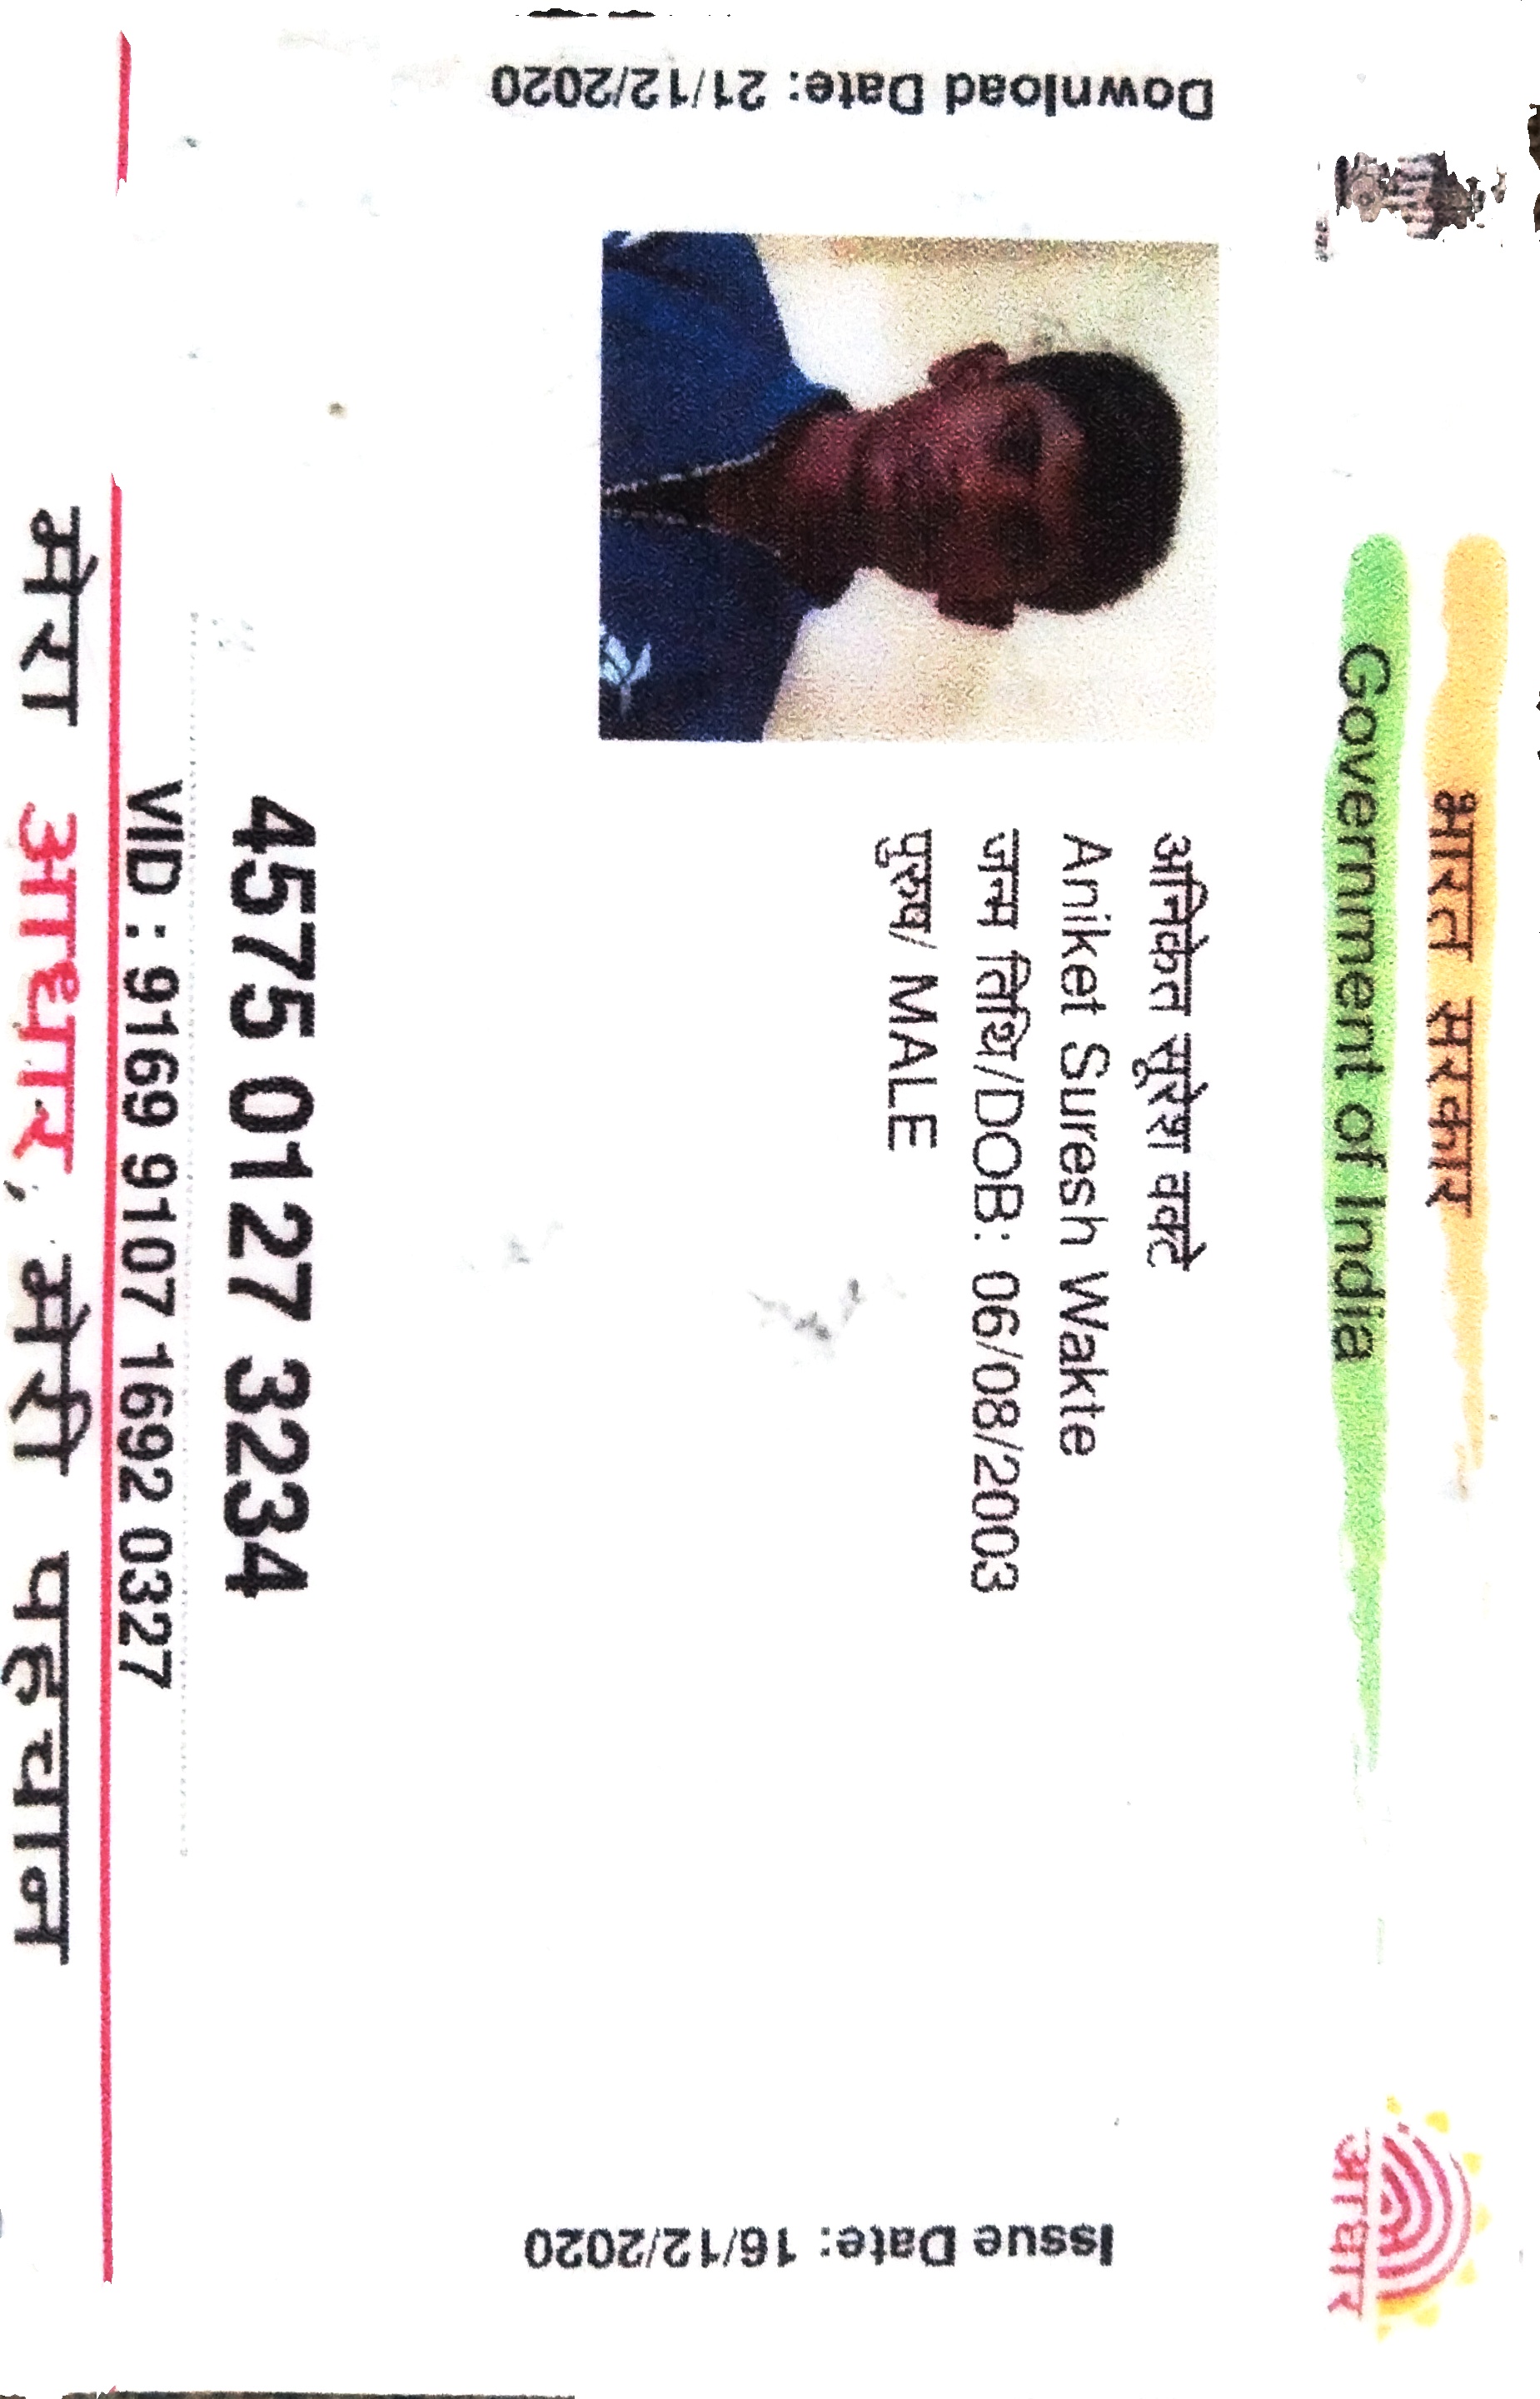 भारत सरकार
Government of India
Download Date: 21/12/2020
अनिकेत सुरेश वक्टे
Aniket Suresh Wakte
जन्म तिथि/DOB: 06/08/2003
पुरुष/ MALE
Issue Date: 16/12/2020
आधार
4575 0127 3234
VID : 9169 9107 1692 0327
मेरा आधार, मेरी पहचान